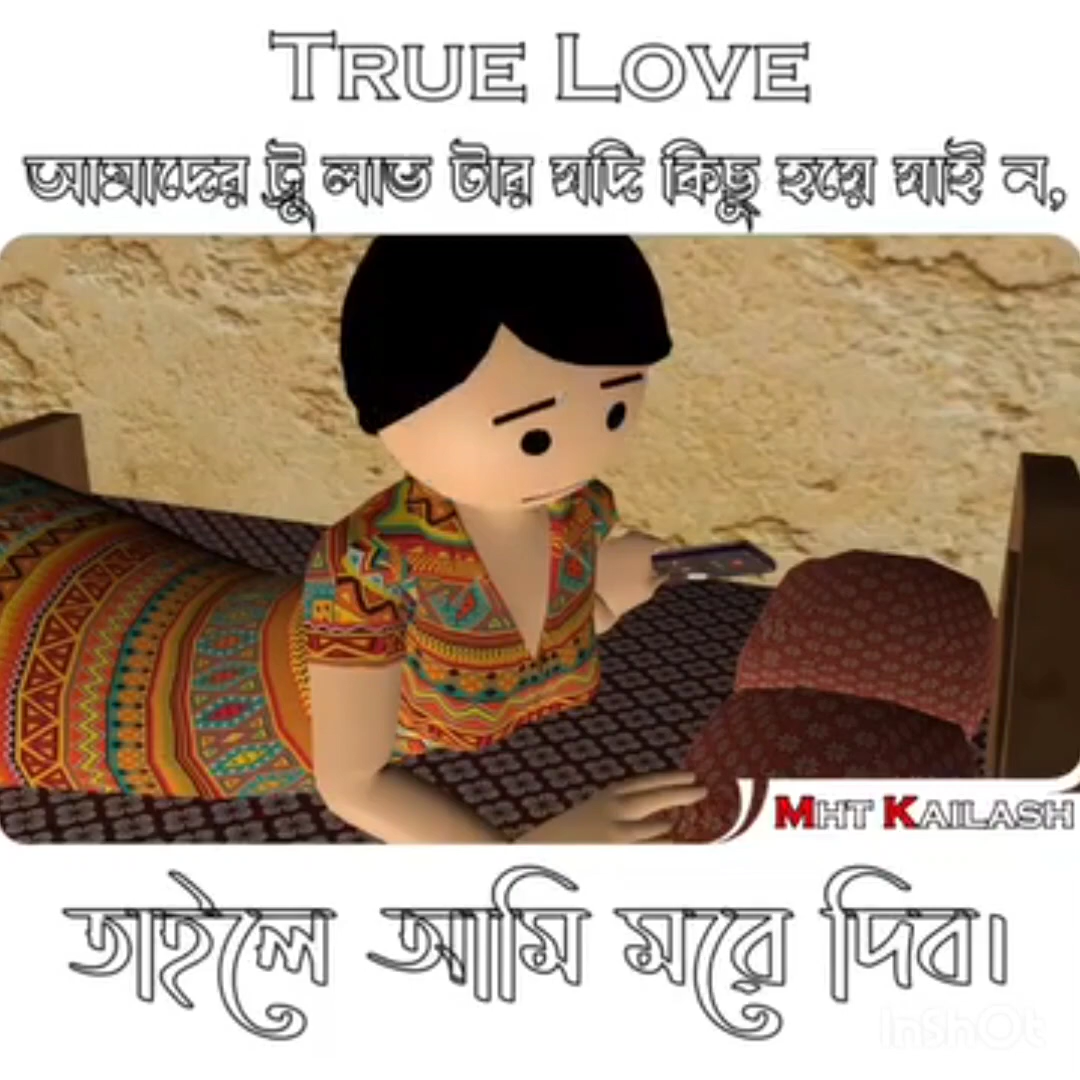 TRUE LOVE
আমাদের ট্রু লাভ টার যদি কিছু হয়ে যাই ন,
MHT KAILASH
তাইলে আমি মরে দিব।
InShOt